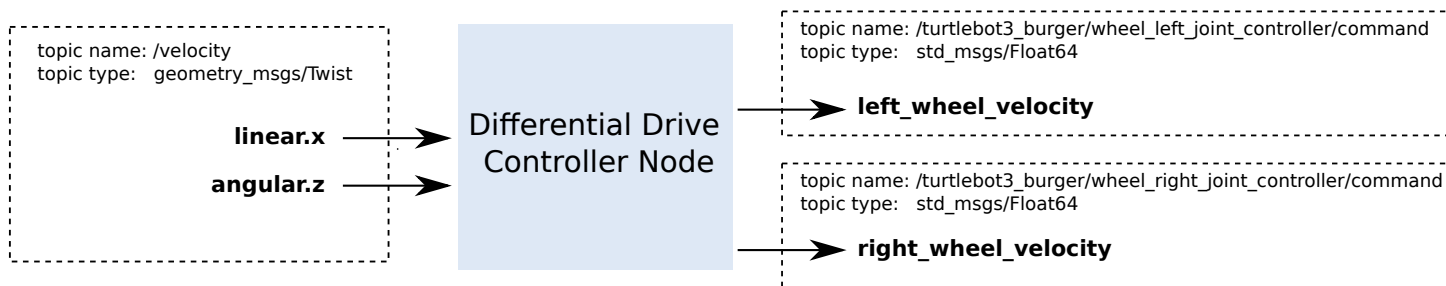 topic name: /velocity
topic type: geometry_msgs/Twist
linear.x
angular.z
Differential Drive
Controller Node
topic name: /turtlebot3_burger/wheel_left_joint_controller/command
topic type: std_msgs/Float64
left_wheel_velocity
topic name: /turtlebot3_burger/wheel_right_joint_controller/command
topic type: std_msgs/Float64
right_wheel_velocity